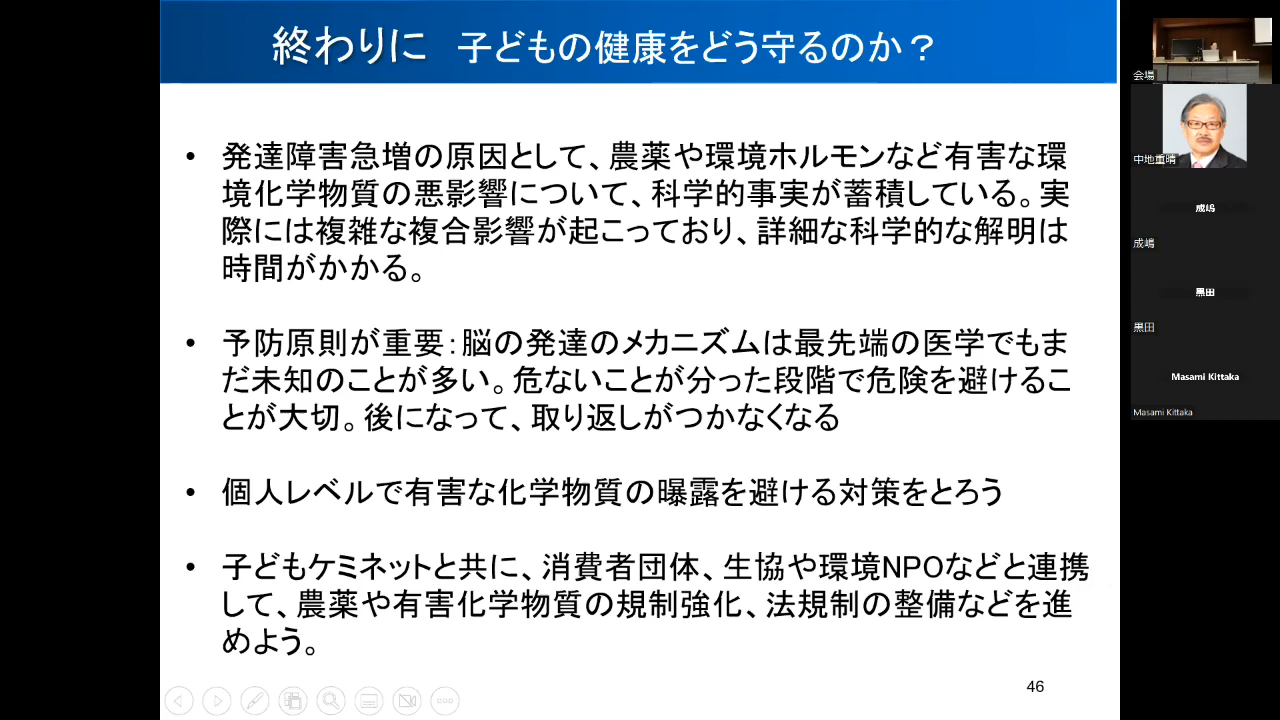 終わりに 子どもの健康をどう守るのか？
• 発達障害急増の原因として、農薬や環境ホルモンなど有害な環
境化学物質の悪影響について、科学的事実が蓄積している。実
際には複雑な複合影響が起こっており、詳細な科学的な解明は
時間がかかる。
• 予防原則が重要：脳の発達のメカニズムは最先端の医学でもま
だ未知のことが多い。危ないことが分った段階で危険を避けるこ
とが大切。後になって、取り返しがつかなくなる
• 個人レベルで有害な化学物質の曝露を避ける対策をとろう
• 子どもケミネットと共に、消費者団体、生協や環境NPOなどと連携
して、農薬や有害化学物質の規制強化、法規制の整備などを進
めよう。
46
会場
中地重晴
成嶋
成嶋
黒田
黒田
Masami Kittaka
Masami Kittaka